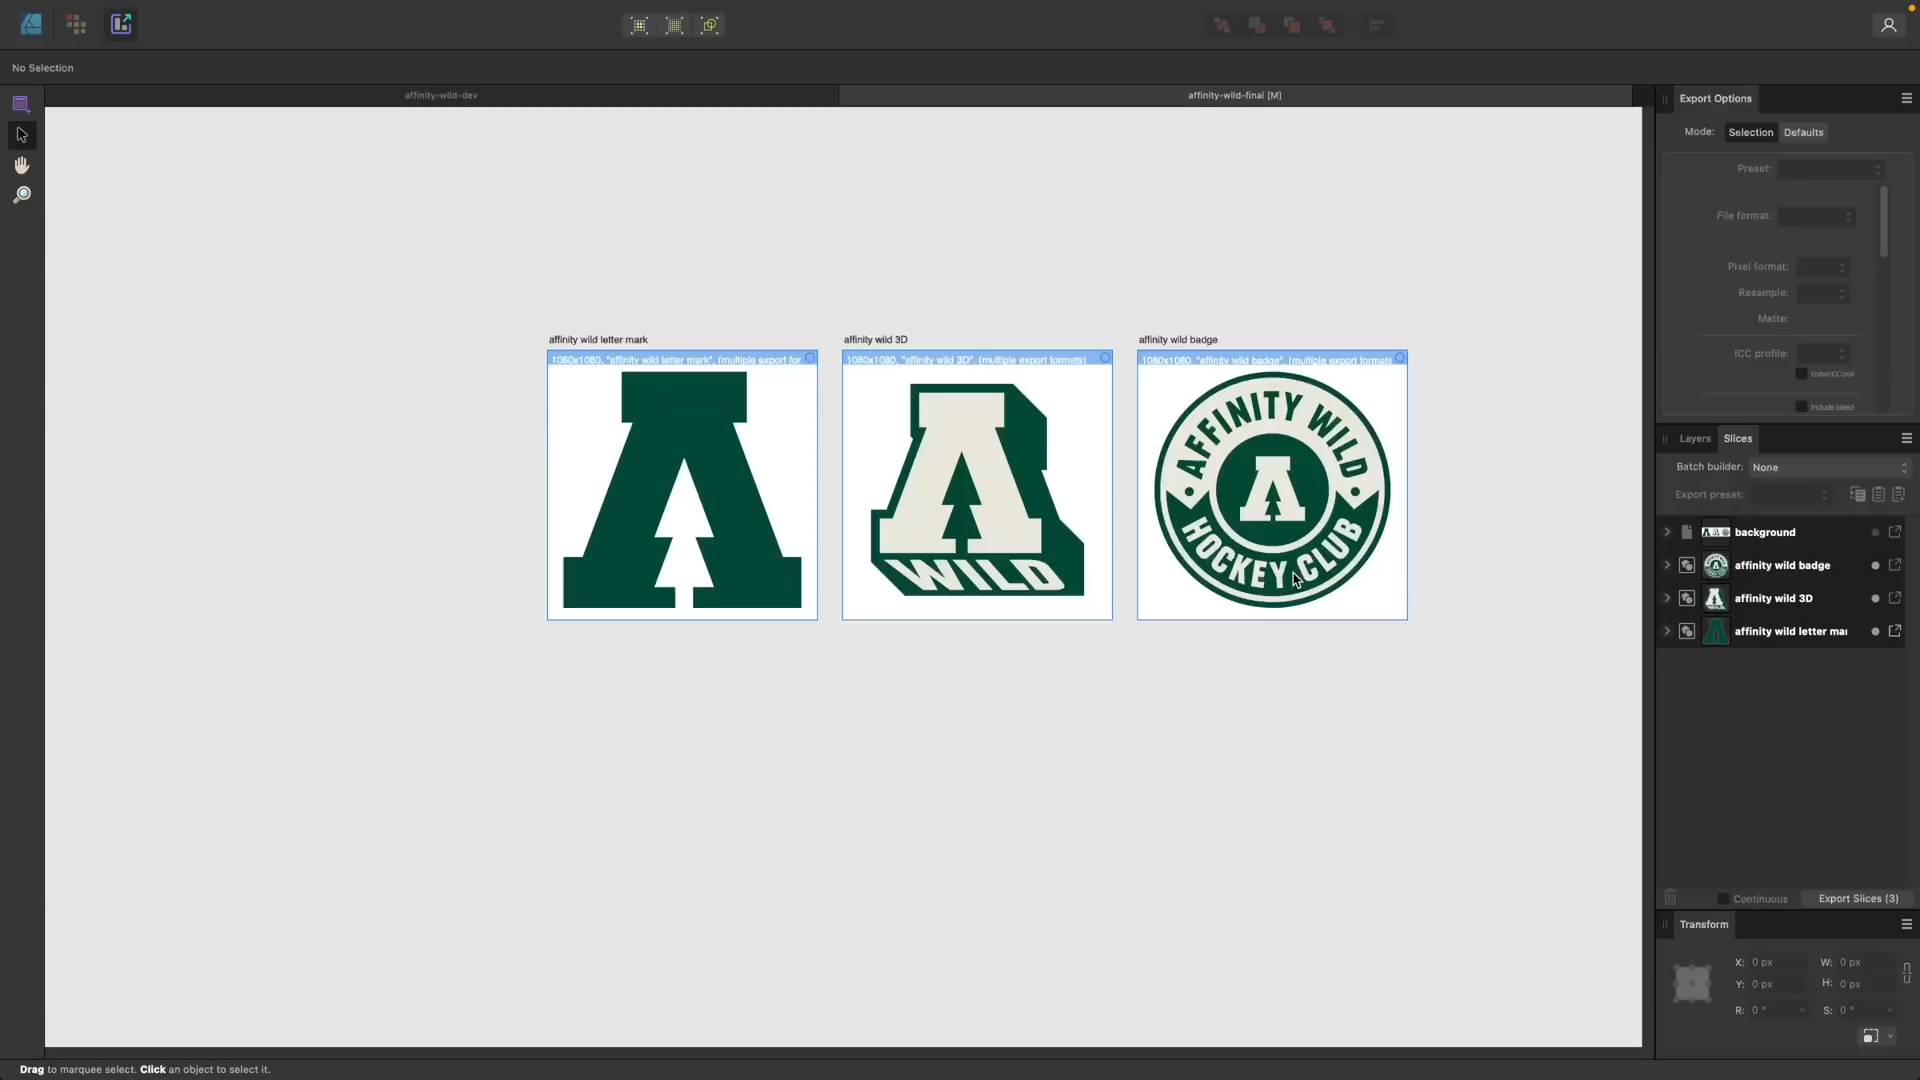 No Selection
affinity-wild-dev
affinity-wild-final [M]
Export Options
Mode:
Selection
Defaults
Preset:
File format:
Pixel format:
Resample:
Matte:
ICC profile:
Include bleed
affinity wild letter mark
affinity wild 3D
affinity wild badge
1080x1080, "affinity wild letter mark", (multiple export for
1080x1080, "affinity wild 3D", (multiple export formats)
1080x1080, "affinity wild badge", (multiple export formats
A
A
WILD
AFFINITY WILD
A
HOCKEY CLUB
Layers
Slices
Batch builder:
None
Export preset:
background
affinity wild badge
affinity wild 3D
affinity wild letter mar
Continuous
Export Slices (3)
Transform
X: 0 px
W: 0 px
Y: 0 px
H: 0 px
R: 0 °
S: 0 °
Drag to marquee select. Click an object to select it.